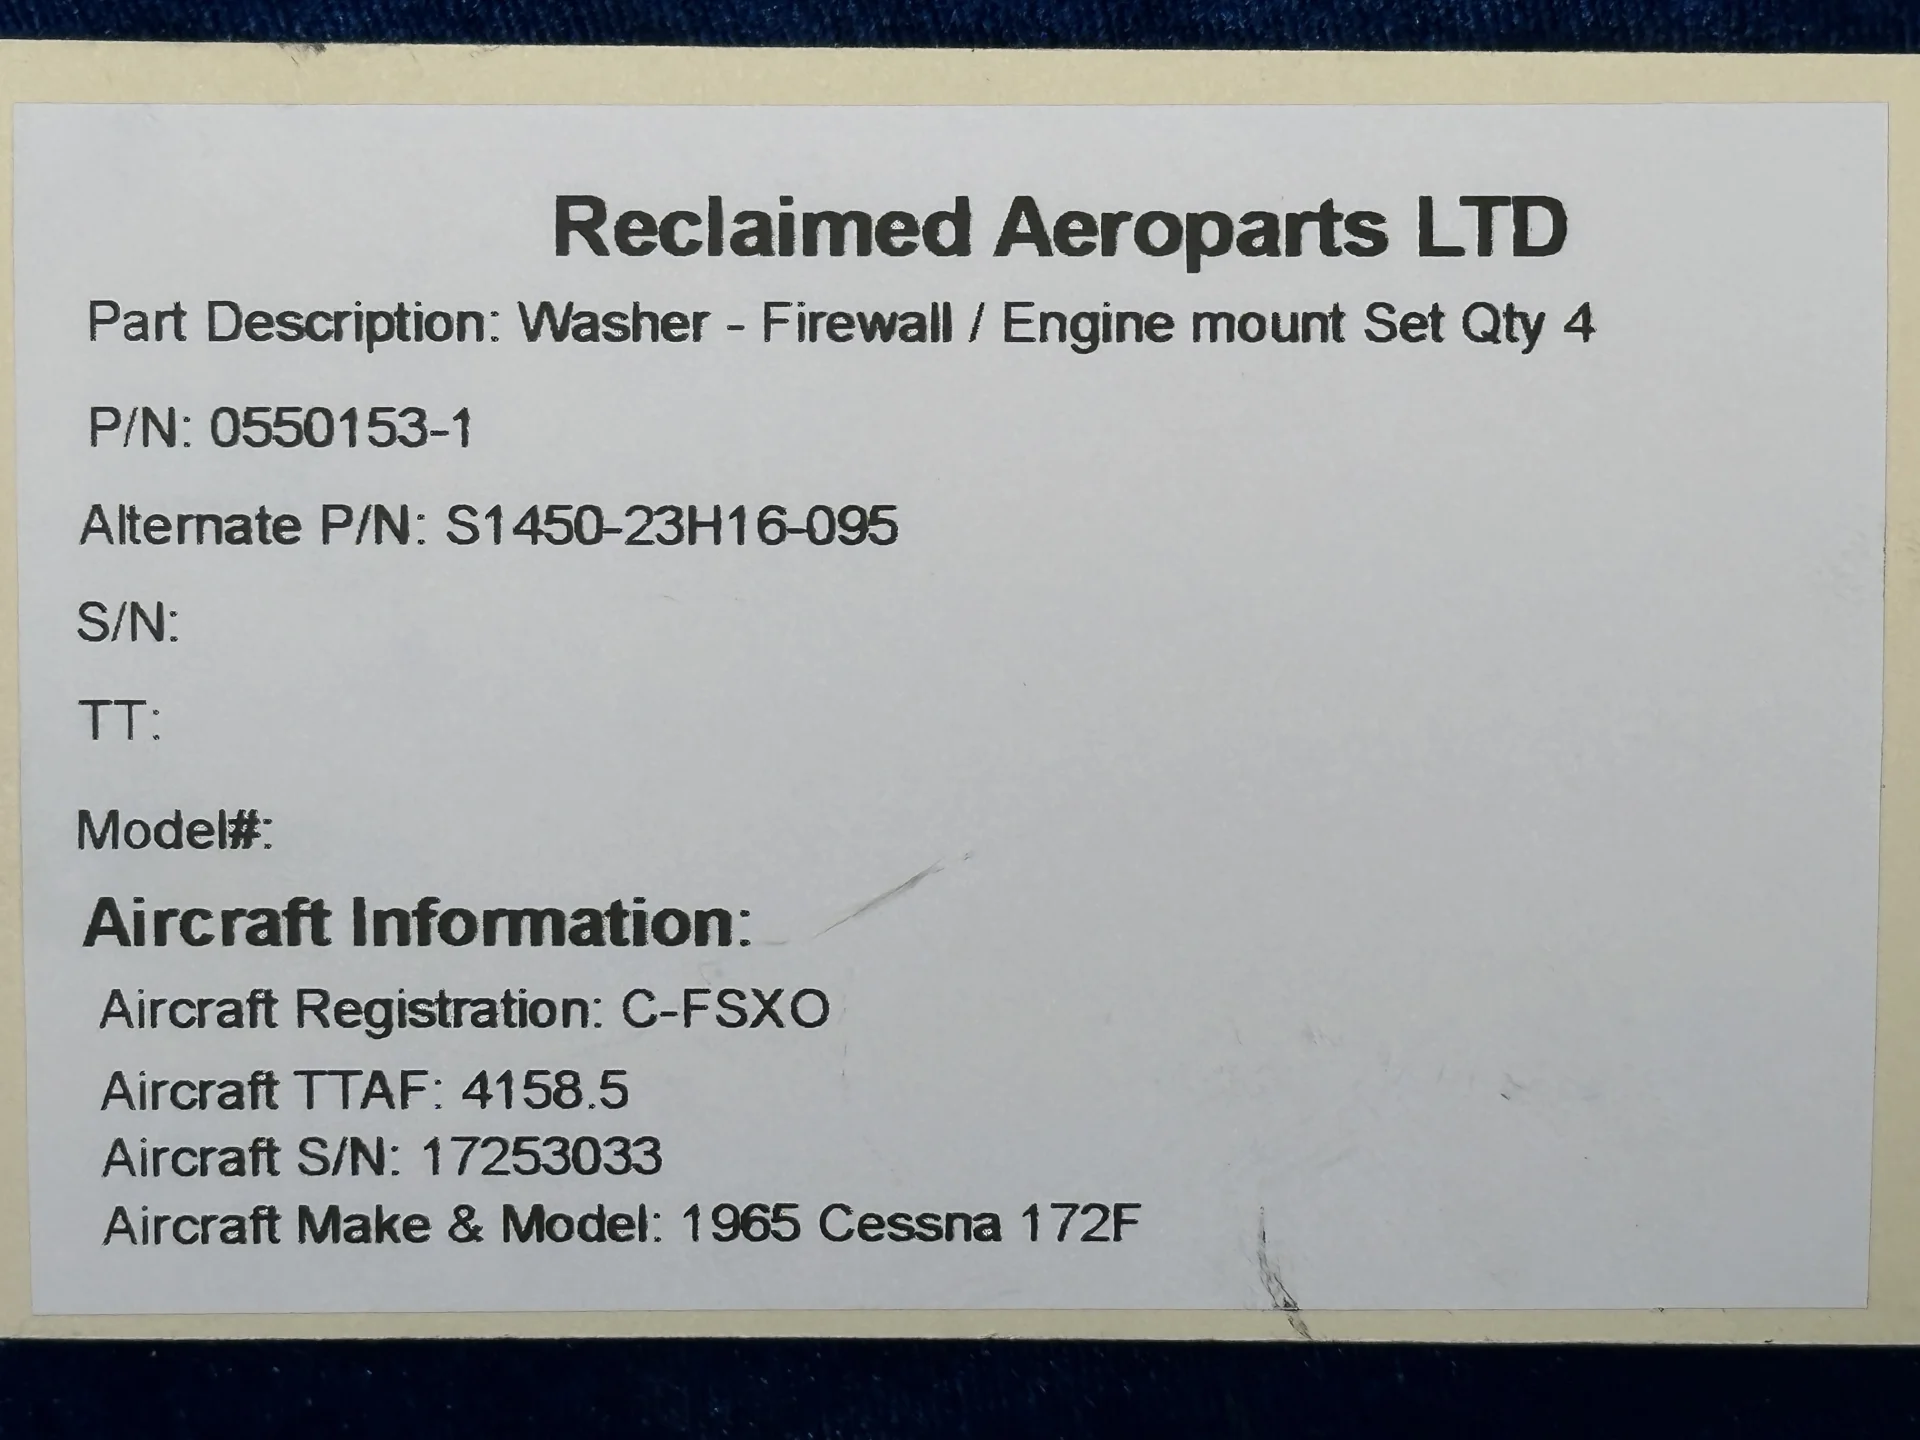 Reclaimed Aeroparts LTD
Part Description: Washer - Firewall / Engine mount Set Qty 4
P/N: 0550153-1
Alternate P/N: S1450-23H16-095
S/N:
TT:
Model#:
Aircraft Information:
Aircraft Registration: C-FSXO
Aircraft TTAF: 4158.5
Aircraft S/N: 17253033
Aircraft Make & Model: 1965 Cessna 172F